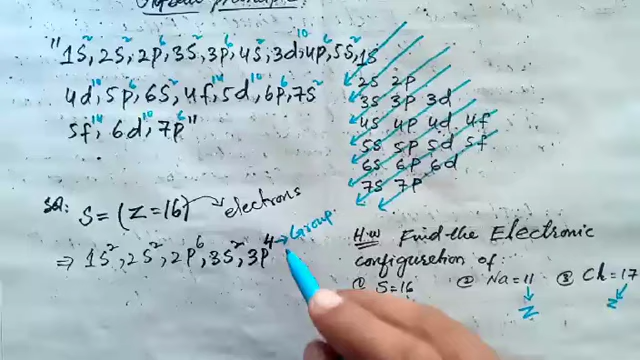 "1S², 2S², 2p⁶, 3S², 3p⁶, 4S², 3d¹⁰, 4p⁶, 5S²,
4d¹⁰, 5p⁶, 6S², 4f¹⁴, 5d¹⁰, 6p⁶, 7S²
5f¹⁴, 6d¹⁰, 7p⁶"
1S
2S 2p
3S 3p 3d
4S 4p 4d 4f
5S 5p 5d 5f
6S 6p 6d
7S 7p
Sol: S = (Z=16) → electrons
⇒ 1S², 2S², 2p⁶, 3S², 3p⁴ → Group.
H.W Find the Electronic
configuration of
① S=16 ② Na=11 ③ Ch=17
Z Z